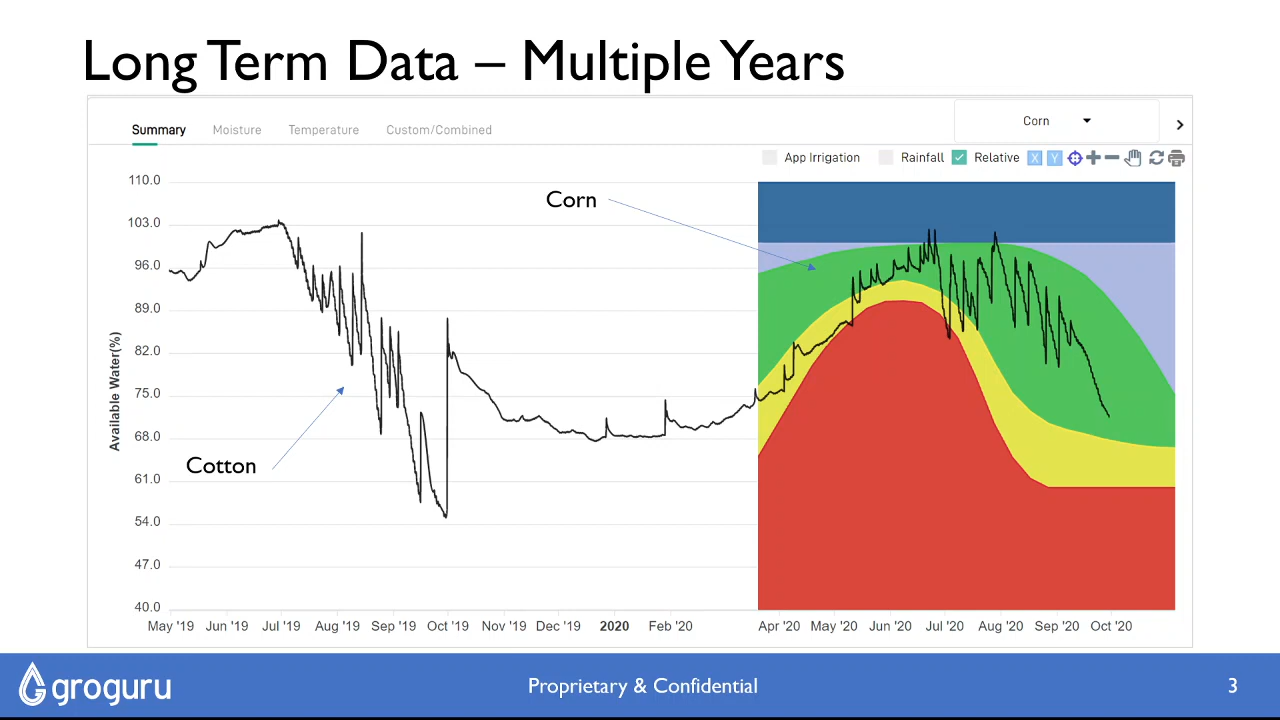 Long Term Data – Multiple Years
Summary Moisture Temperature Custom/Combined
Corn
App Irrigation Rainfall Relative X Y
Available Water(%)
110.0
103.0
96.0
89.0
82.0
75.0
68.0
61.0
54.0
47.0
40.0
Corn
Cotton
May '19 Jun '19 Jul '19 Aug '19 Sep '19 Oct '19 Nov '19 Dec '19 2020 Feb '20 Apr '20 May '20 Jun '20 Jul '20 Aug '20 Sep '20 Oct '20
groguru
Proprietary & Confidential
3